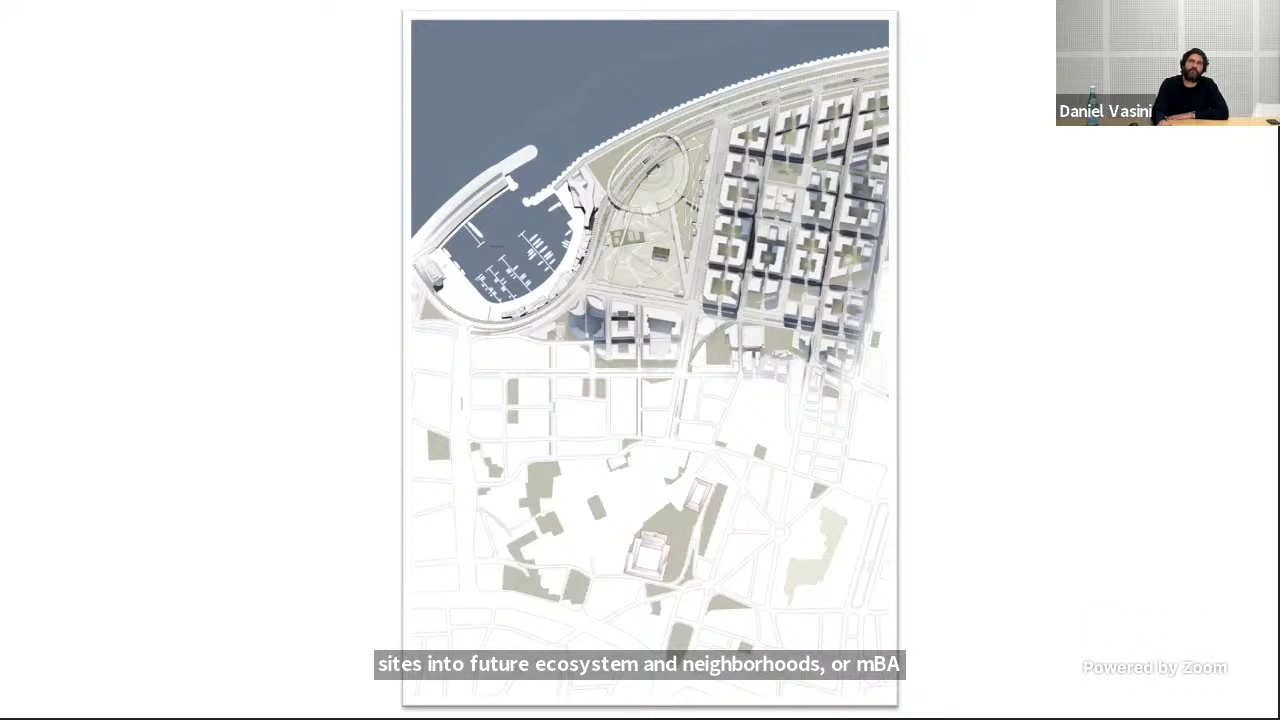 Daniel Vasini
sites into future ecosystem and neighborhoods, or mBA
Powered by Zoom